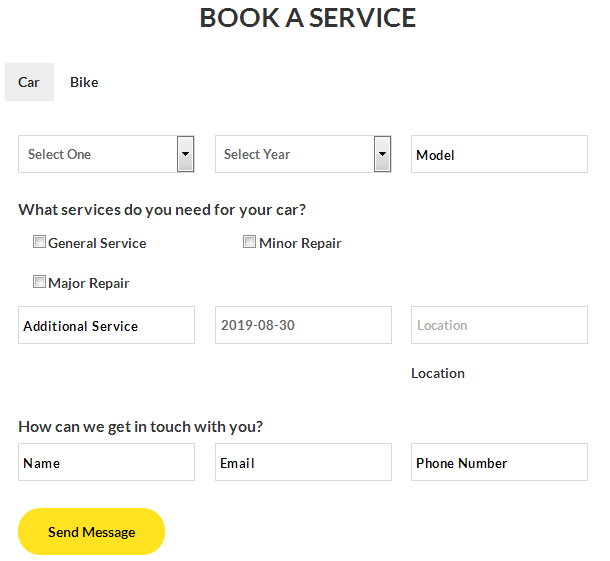 BOOK A SERVICE
Car Bike
Select One Select Year Model
What services do you need for your car?
General Service Minor Repair
Major Repair
Additional Service 2019-08-30 Location
Location
How can we get in touch with you?
Name Email Phone Number
Send Message